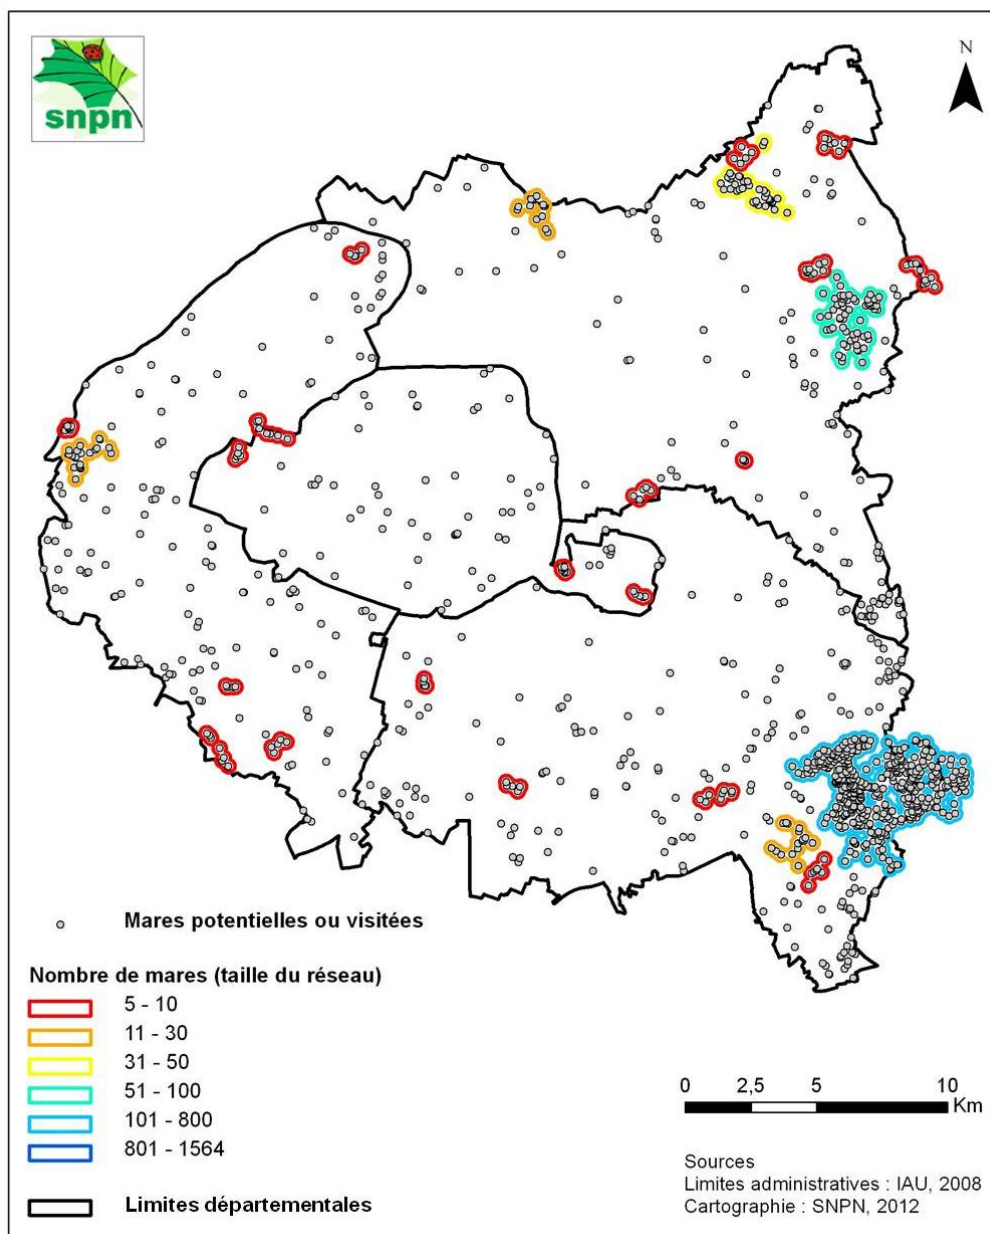 snpn
N
Mares potentielles ou visitées
Nombre de mares (taille du réseau)
5 - 10
11 - 30
31 - 50
51 - 100
101 - 800
801 - 1564
Limites départementales
0 2,5 5 10
Km
Sources
Limites administratives : IAU, 2008
Cartographie : SNPN, 2012